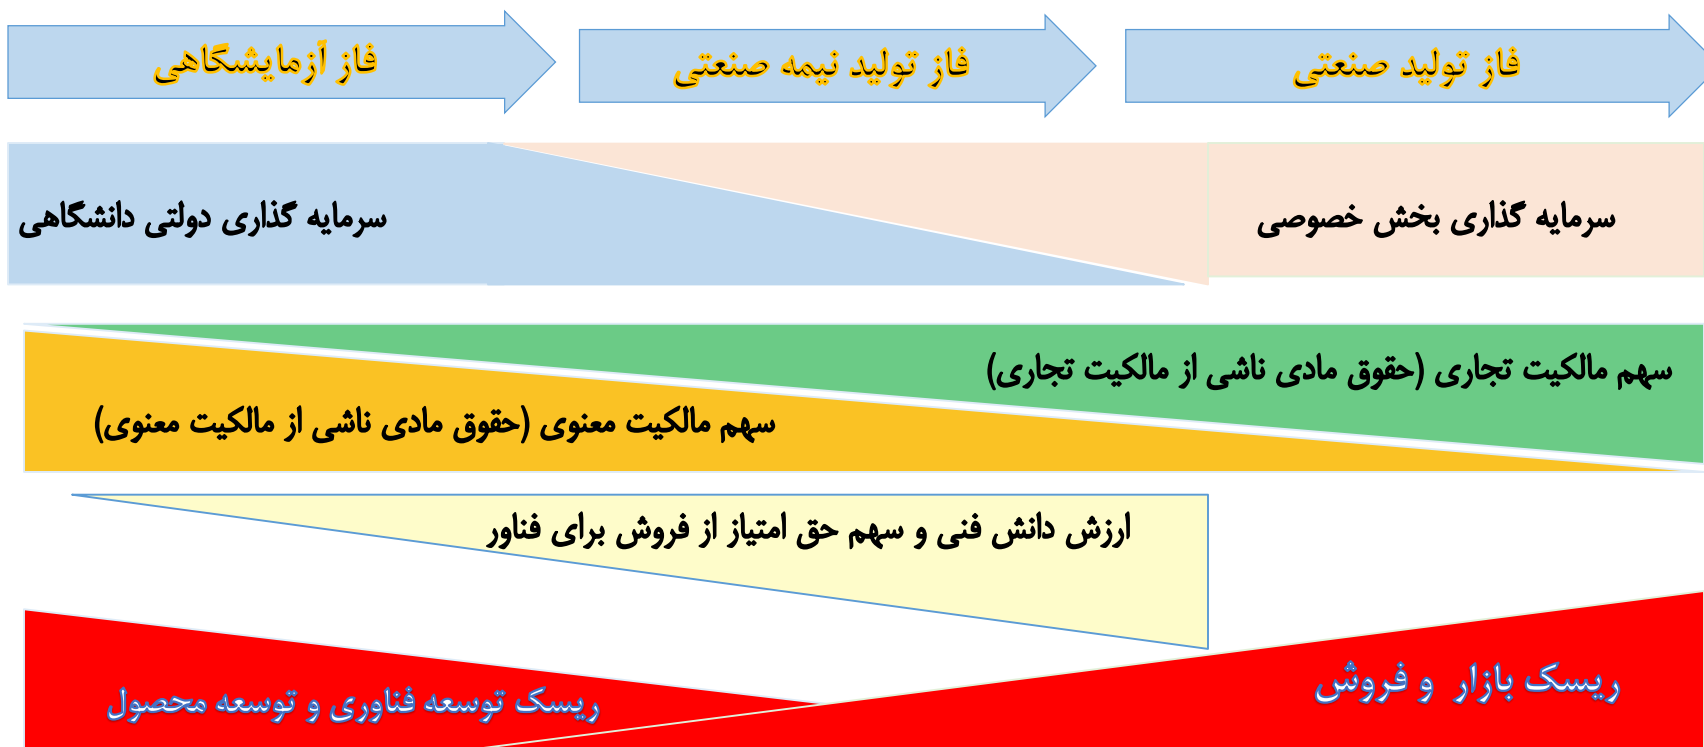 فاز آزمایشگاهی
فاز تولید نیمه صنعتی
فاز تولید صنعتی
سرمایه گذاری دولتی دانشگاهی
سرمایه گذاری بخش خصوصی
سهم مالکیت تجاری (حقوق مادی ناشی از مالکیت تجاری)
سهم مالکیت معنوی (حقوق مادی ناشی از مالکیت معنوی)
ارزش دانش فنی و سهم حق امتیاز از فروش برای فناور
ریسک توسعه فناوری و توسعه محصول
ریسک بازار و فروش